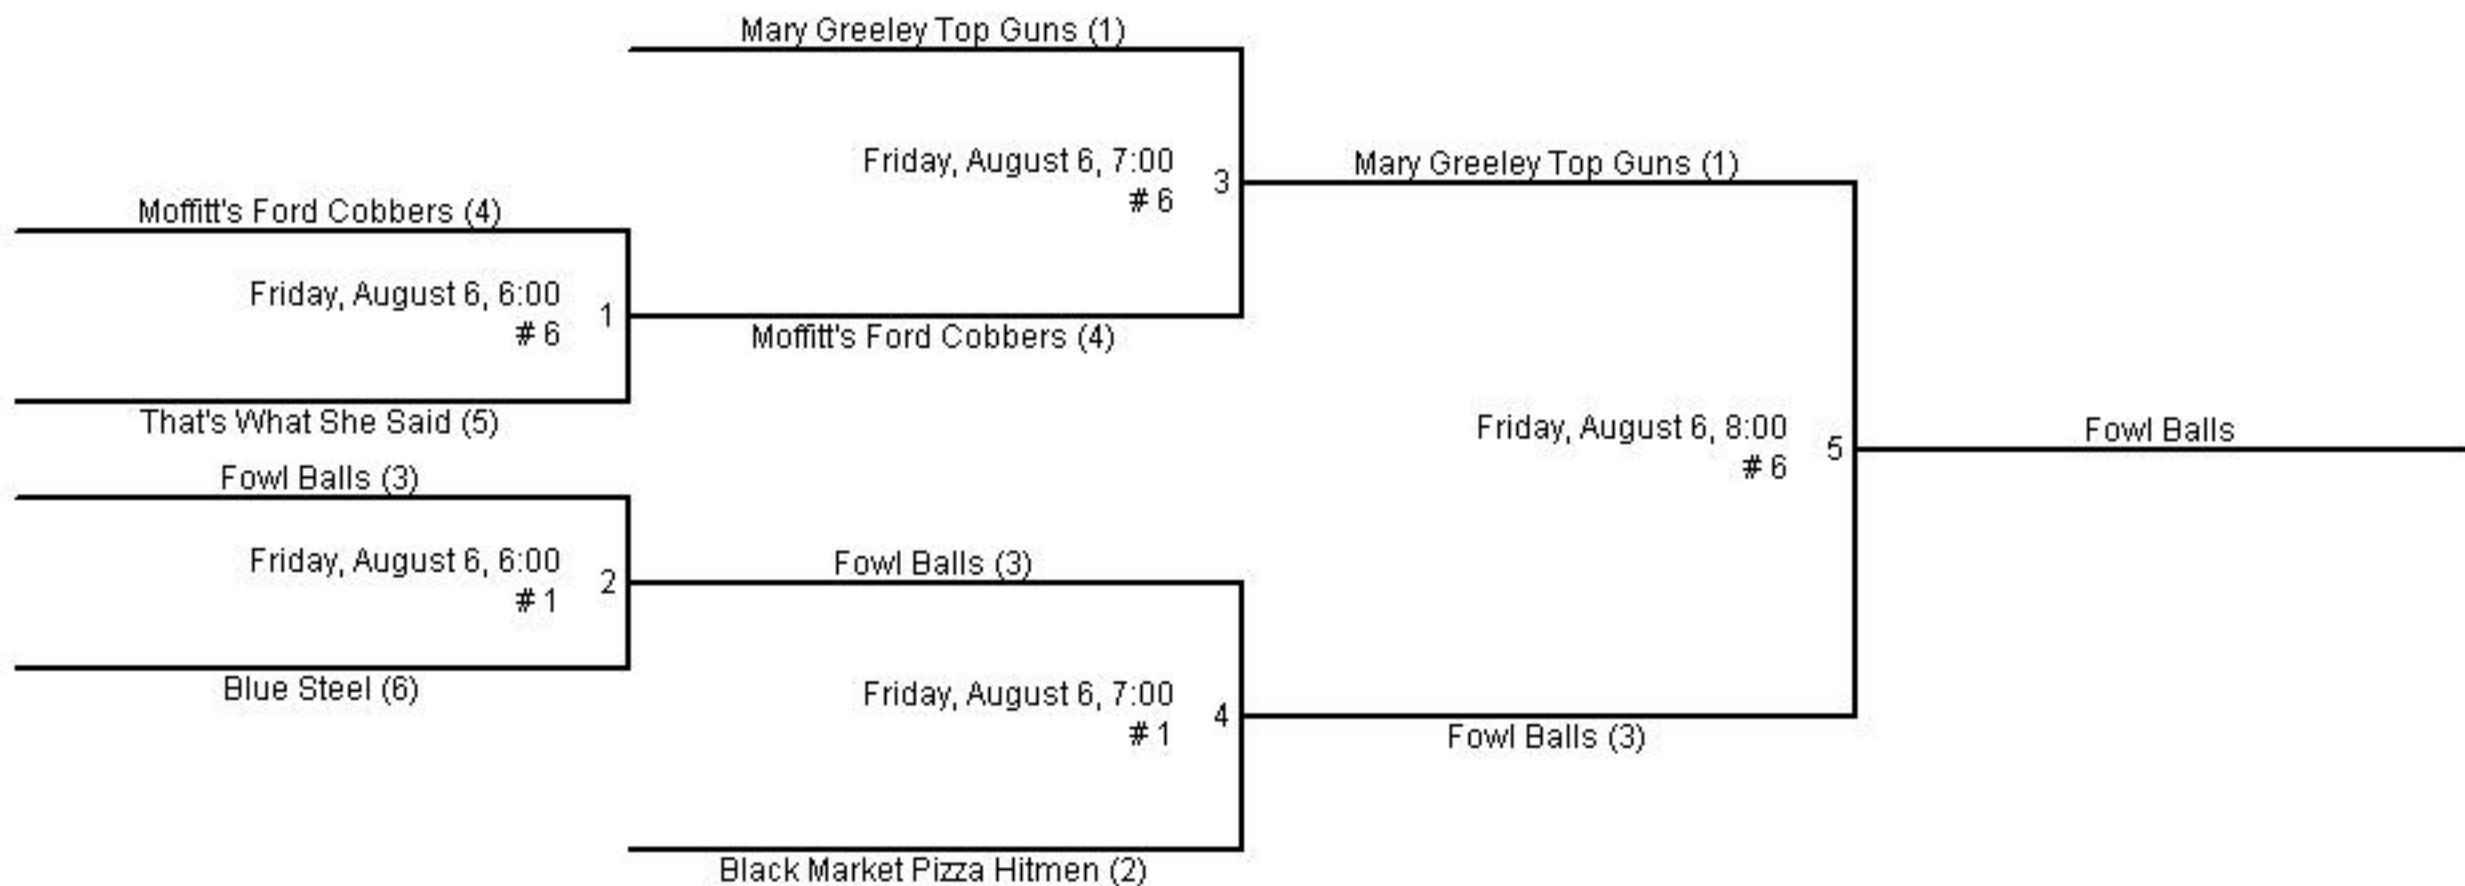 Mary Greeley Top Guns (1)
Friday, August 6, 7:00
# 6
3
Mary Greeley Top Guns (1)
Moffitt's Ford Cobbers (4)
Friday, August 6, 6:00
# 6
1
Moffitt's Ford Cobbers (4)
That's What She Said (5)
Friday, August 6, 8:00
# 6
5
Fowl Balls
Fowl Balls (3)
Friday, August 6, 6:00
# 1
2
Fowl Balls (3)
Blue Steel (6)
Friday, August 6, 7:00
# 1
4
Fowl Balls (3)
Black Market Pizza Hitmen (2)